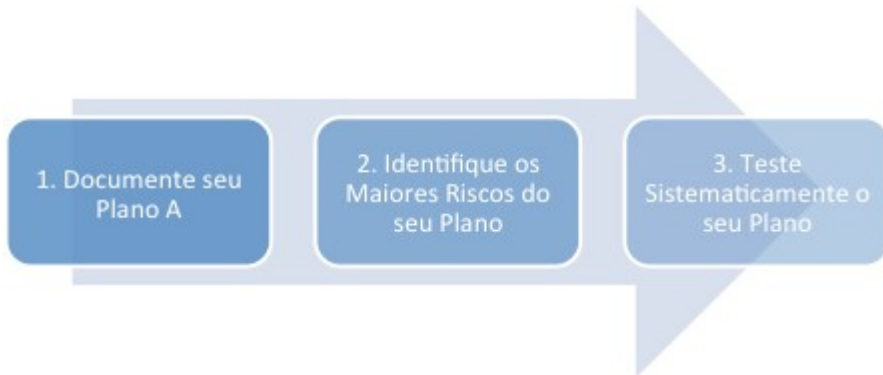 1. Documente seu
Plano A
2. Identifique os
Maiores Riscos do
seu Plano
3. Teste
Sistematicamente o
seu Plano